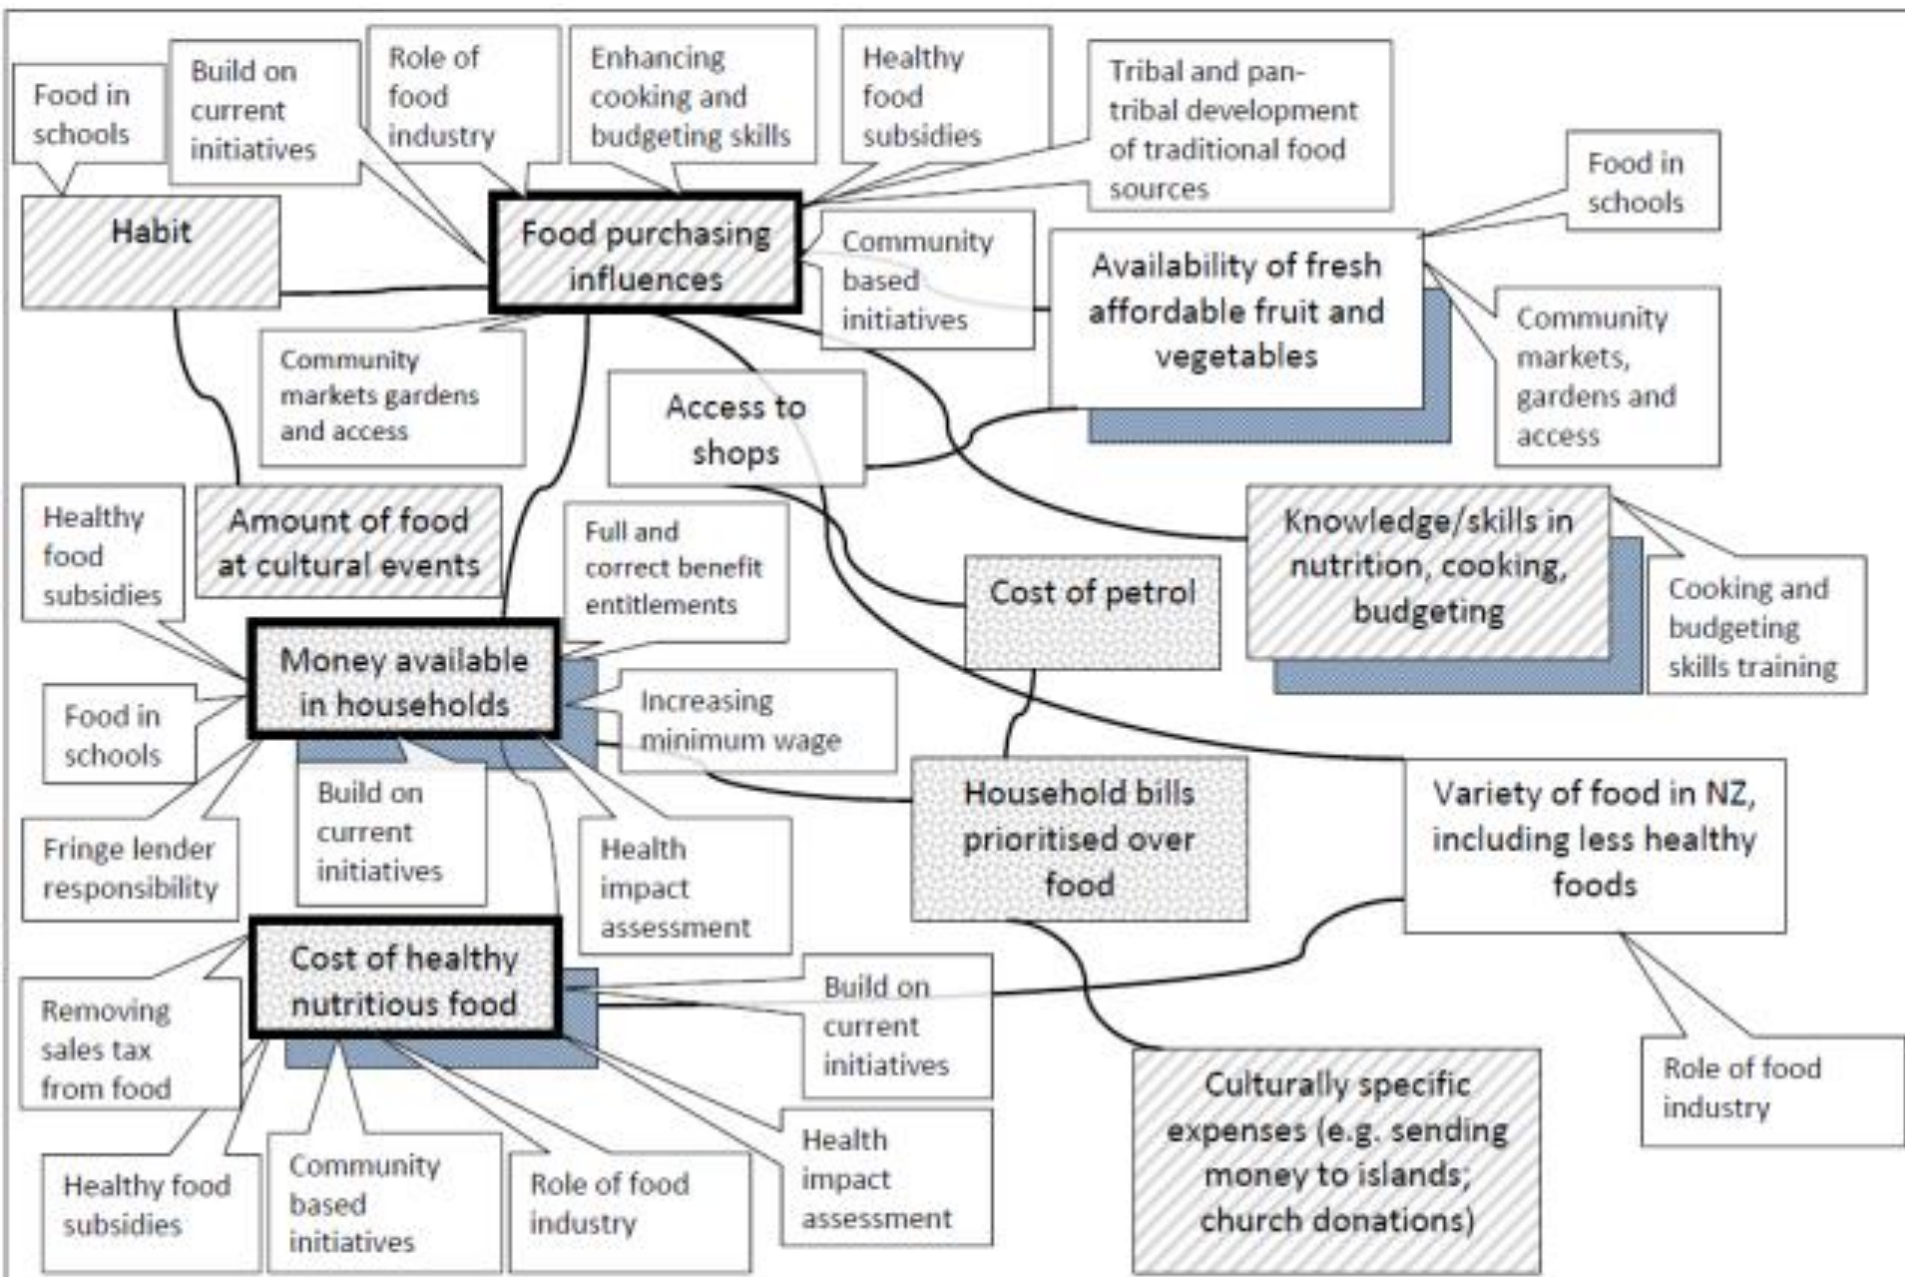 Food in
schools
Build on
current
initiatives
Role of
food
industry
Enhancing
cooking and
budgeting skills
Healthy
food
subsidies
Tribal and pan-
tribal development
of traditional food
sources
Food in
schools
Habit
Food purchasing
influences
Community
based
initiatives
Availability of fresh
affordable fruit and
vegetables
Community
markets,
gardens and
access
Community
markets gardens
and access
Access to
shops
Healthy
food
subsidies
Amount of food
at cultural events
Full and
correct benefit
entitlements
Cost of petrol
Knowledge/skills in
nutrition, cooking,
budgeting
Cooking and
budgeting
skills training
Money available
in households
Increasing
minimum wage
Food in
schools
Build on
current
initiatives
Household bills
prioritised over
food
Variety of food in NZ,
including less healthy
foods
Fringe lender
responsibility
Health
impact
assessment
Cost of healthy
nutritious food
Build on
current
initiatives
Removing
sales tax
from food
Role of food
industry
Culturally specific
expenses (e.g. sending
money to islands;
church donations)
Healthy food
subsidies
Community
based
initiatives
Role of food
industry
Health
impact
assessment